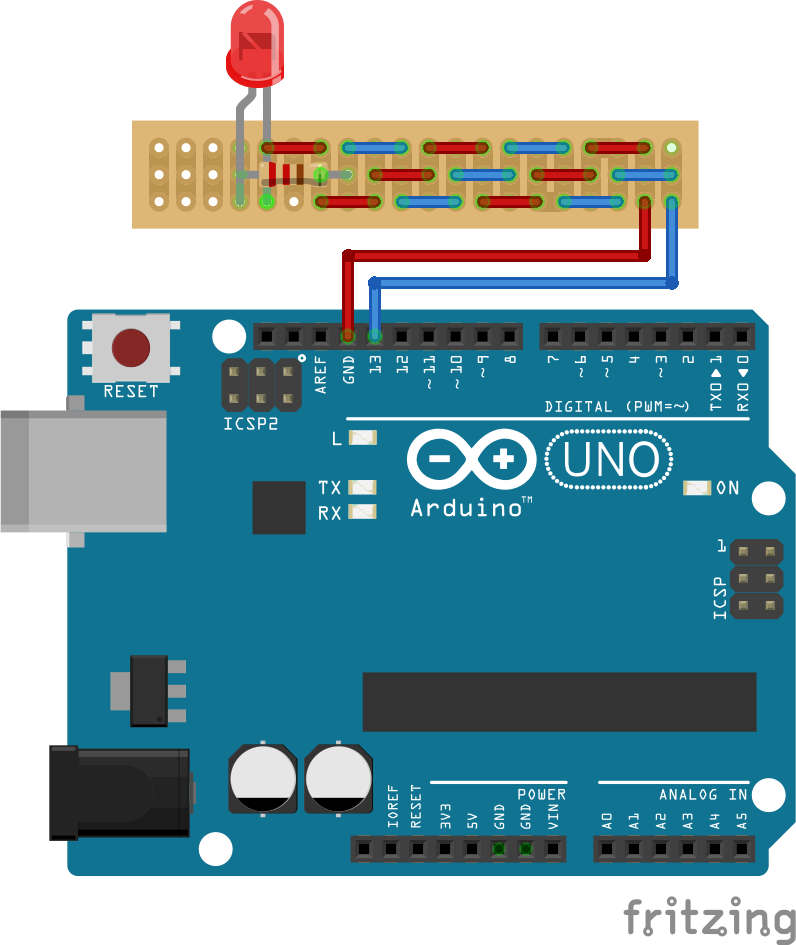 RESET
ICSP2
AREF
GND
13
12
~11
~10
~9
8
7
~6
~5
4
~3
2
TX0▶1
RX0◀0
DIGITAL (PWM=~)
L
TX
RX
Arduino™
UNO
ON
1
ICSP
IOREF
RESET
3V3
5V
GND
GND
VIN
POWER
ANALOG IN
A0
A1
A2
A3
A4
A5
fritzing